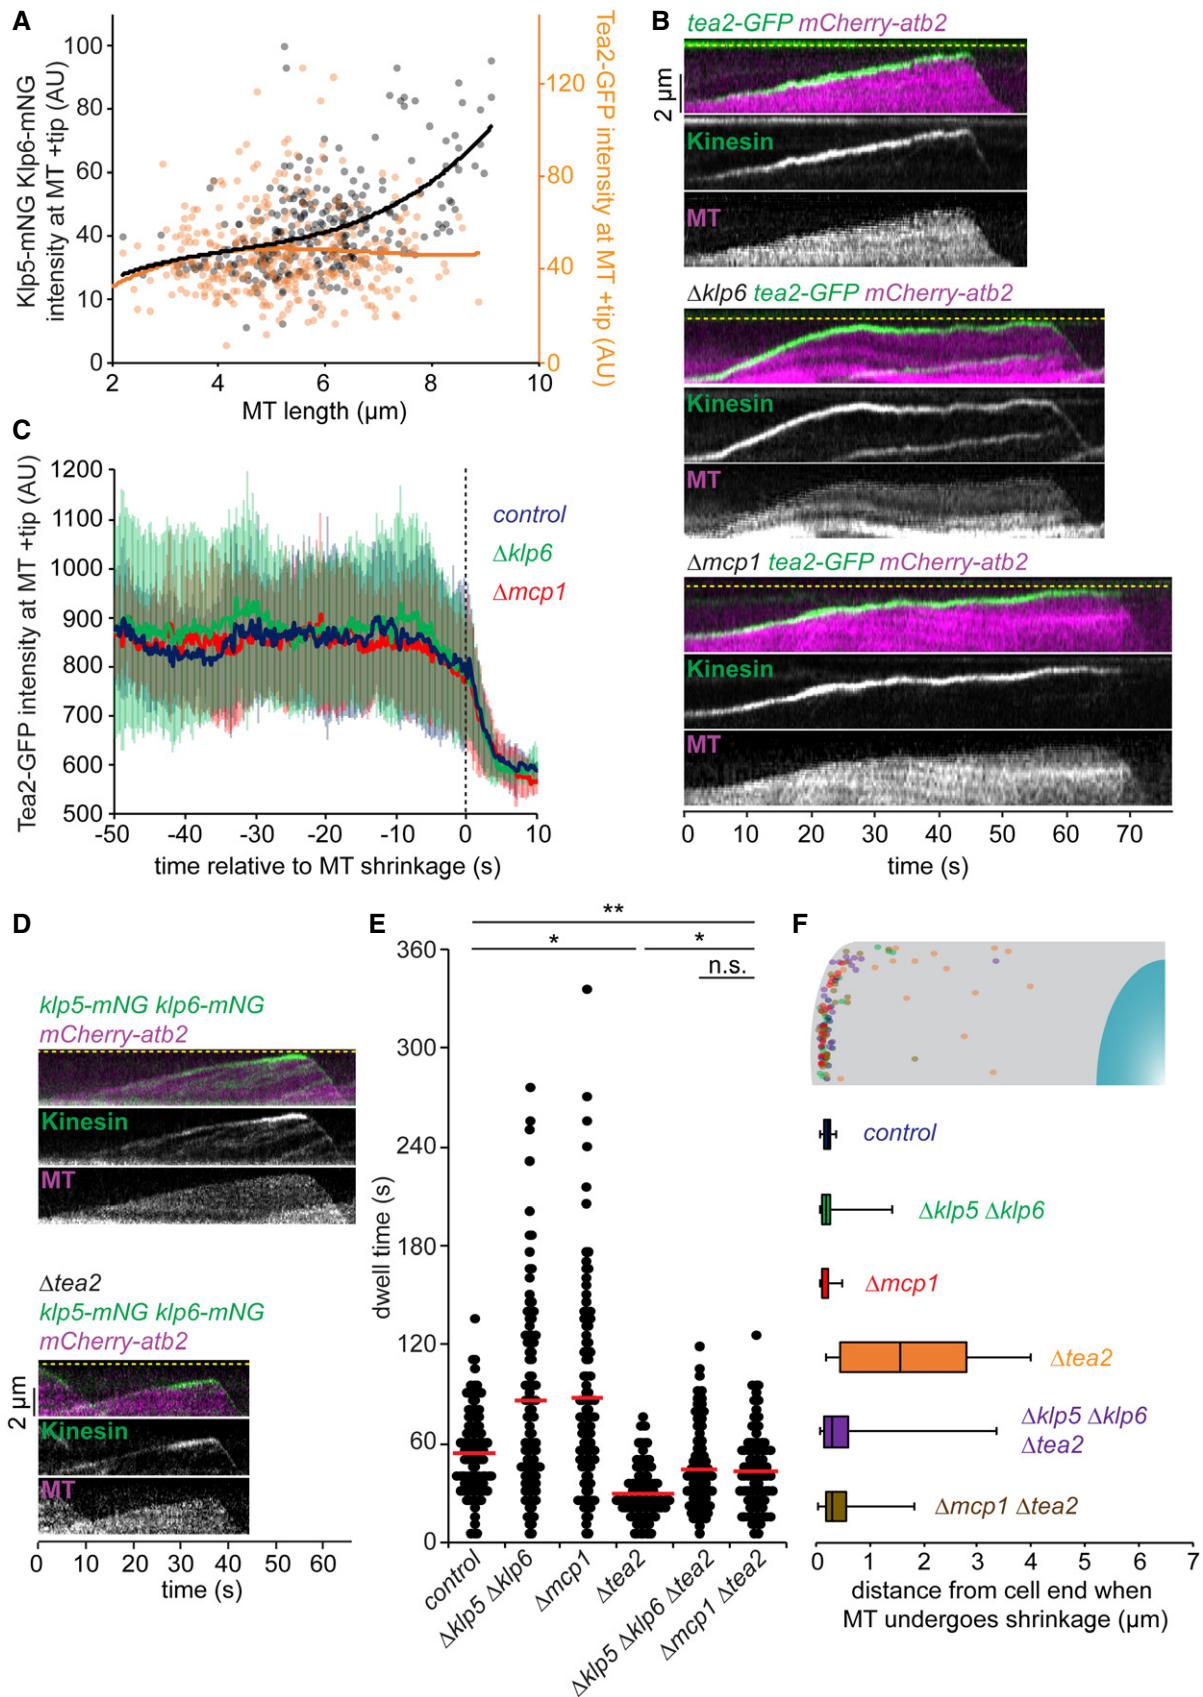 A
Klp5-mNG Klp6-mNG
intensity at MT +tip (AU)
100
80
60
40
10
0
2
4
6
8
10
MT length (µm)
Tea2-GFP intensity at MT +tip (AU)
120
80
40
0
B
tea2-GFP mCherry-atb2
2 µm
Kinesin
MT
Δklp6 tea2-GFP mCherry-atb2
Kinesin
MT
Δmcp1 tea2-GFP mCherry-atb2
Kinesin
MT
0 10 20 30 40 50 60 70
time (s)
C
Tea2-GFP intensity at MT +tip (AU)
1200
1100
1000
900
800
700
600
500
control
Δklp6
Δmcp1
-50 -40 -30 -20 -10 0 10
time relative to MT shrinkage (s)
D
klp5-mNG klp6-mNG
mCherry-atb2
Kinesin
MT
Δtea2
klp5-mNG klp6-mNG
mCherry-atb2
2 µm
Kinesin
MT
0 10 20 30 40 50 60
time (s)
E
**
* *
n.s.
dwell time (s)
360
300
240
180
120
60
0
control
Δklp5 Δklp6
Δmcp1
Δtea2
Δklp5 Δklp6 Δtea2
Δmcp1 Δtea2
F
control
Δklp5 Δklp6
Δmcp1
Δtea2
Δklp5 Δklp6
Δtea2
Δmcp1 Δtea2
0 1 2 3 4 5 6 7
distance from cell end when
MT undergoes shrinkage (µm)